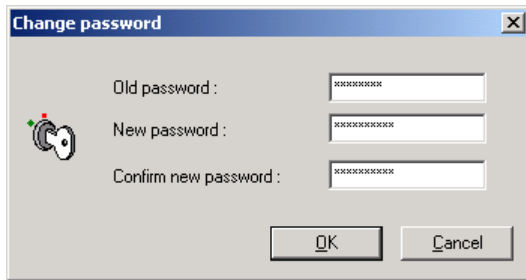 Change password
Old password : ********
New password : **********
Confirm new password : **********
OK Cancel